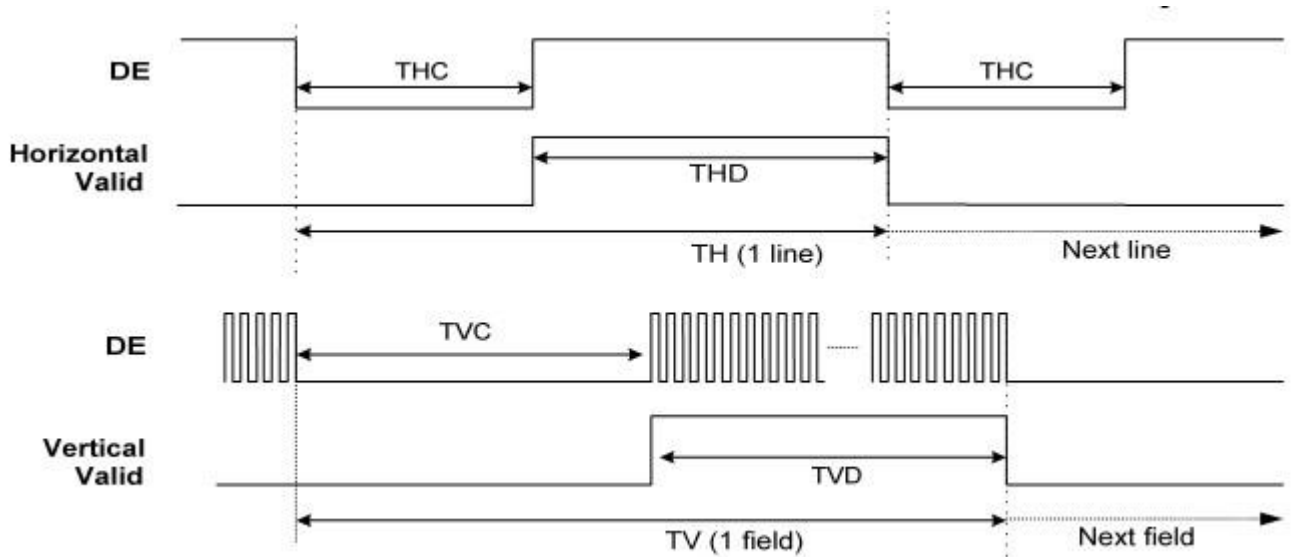 DE
THC
THC
Horizontal
Valid
THD
TH (1 line)
Next line
DE
TVC
Vertical
Valid
TVD
TV (1 field)
Next field